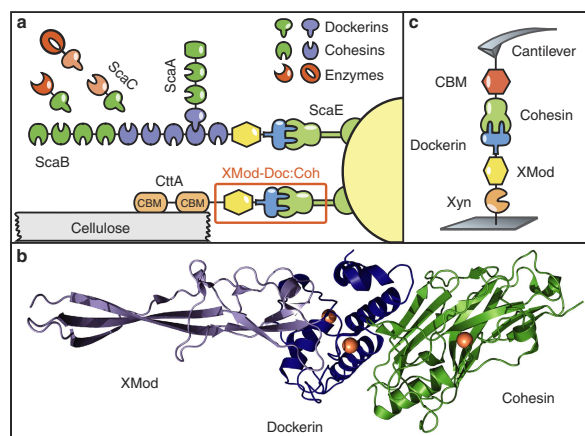 a
Dockerins
Cohesins
Enzymes
ScaC
ScaA
ScaE
ScaB
XMod-Doc:Coh
CttA
CBM
CBM
Cellulose
c
Cantilever
CBM
Cohesin
Dockerin
XMod
Xyn
b
XMod
Dockerin
Cohesin